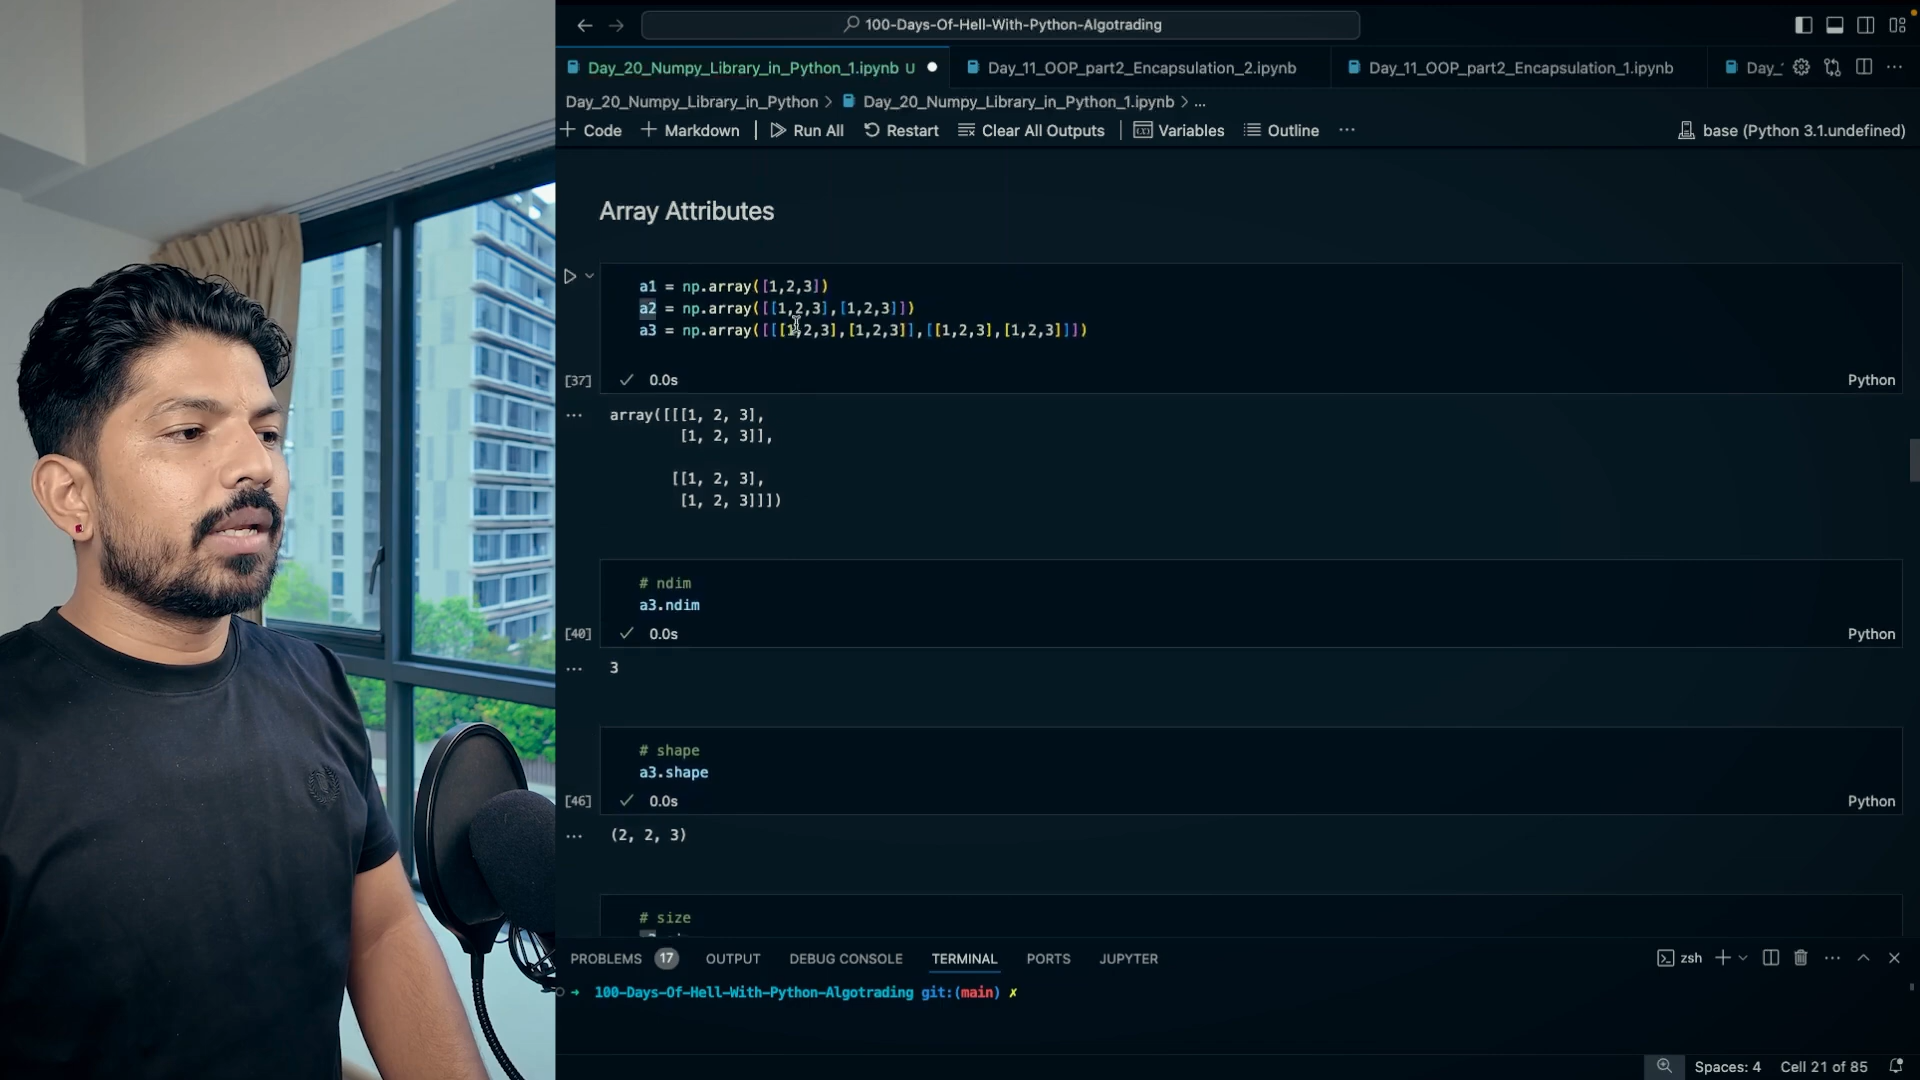 100-Days-Of-Hell-With-Python-Algotrading
Day_20_Numpy_Library_in_Python_1.ipynb U
Day_11_OOP_part2_Encapsulation_2.ipynb
Day_11_OOP_part2_Encapsulation_1.ipynb
Day_
Day_20_Numpy_Library_in_Python > Day_20_Numpy_Library_in_Python_1.ipynb > ...
+ Code + Markdown | Run All Restart Clear All Outputs | Variables Outline ...
base (Python 3.1.undefined)
Array Attributes
a1 = np.array([1,2,3])
a2 = np.array([[1,2,3],[1,2,3]])
a3 = np.array([[[1,2,3],[1,2,3]],[[1,2,3],[1,2,3]]])
[37] ✓ 0.0s Python
... array([[[1, 2, 3],
[1, 2, 3]],
[[1, 2, 3],
[1, 2, 3]]])
# ndim
a3.ndim
[40] ✓ 0.0s Python
... 3
# shape
a3.shape
[46] ✓ 0.0s Python
... (2, 2, 3)
# size
PROBLEMS 17 OUTPUT DEBUG CONSOLE TERMINAL PORTS JUPYTER
zsh
→ 100-Days-Of-Hell-With-Python-Algotrading git:(main) ✗
Spaces: 4 Cell 21 of 85